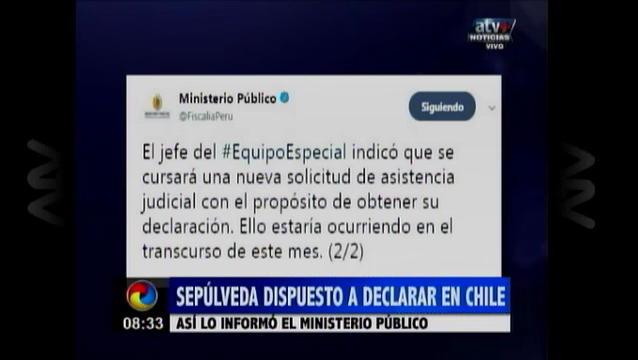 atv+
NOTICIAS
VIVO
Ministerio Público
@FiscaliaPeru
Siguiendo
El jefe del #EquipoEspecial indicó que se
cursará una nueva solicitud de asistencia
judicial con el propósito de obtener su
declaración. Ello estaría ocurriendo en el
transcurso de este mes. (2/2)
SEPÚLVEDA DISPUESTO A DECLARAR EN CHILE
08:33 ASÍ LO INFORMÓ EL MINISTERIO PÚBLICO